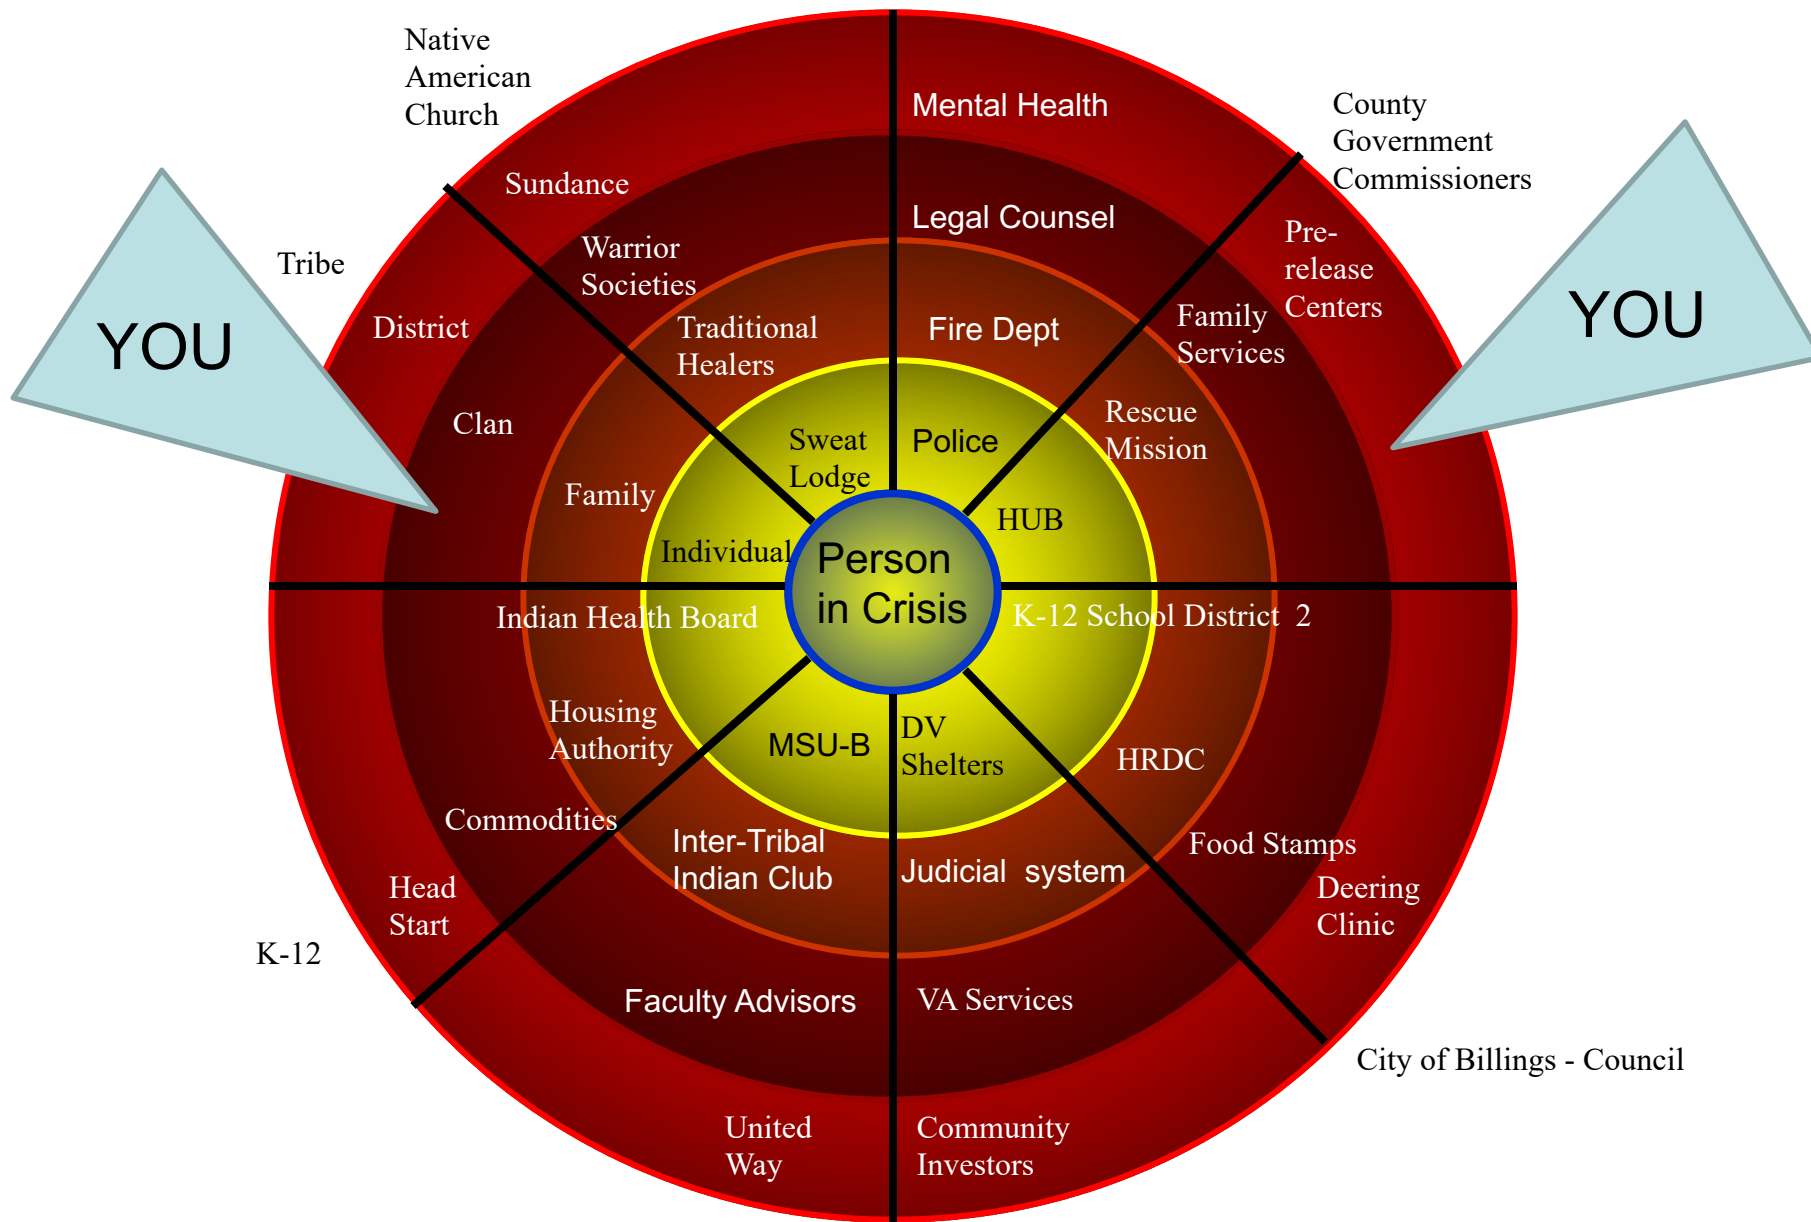 Native
American
Church
Mental Health
County
Government
Commissioners
Sundance
Legal Counsel
Warrior
Societies
Pre-
release
Centers
Tribe
District
YOU
YOU
Traditional
Healers
Fire Dept
Family
Services
Clan
Sweat
Lodge
Police
Rescue
Mission
Family
HUB
Individual
Person
in Crisis
Indian Health Board
K-12 School District  2
Housing
Authority
MSU-B
DV
Shelters
HRDC
Commodities
Inter-Tribal
Indian Club
Judicial  system
Food Stamps
Head
Start
Deering
Clinic
K-12
Faculty Advisors
VA Services
City of Billings - Council
United
Way
Community
Investors